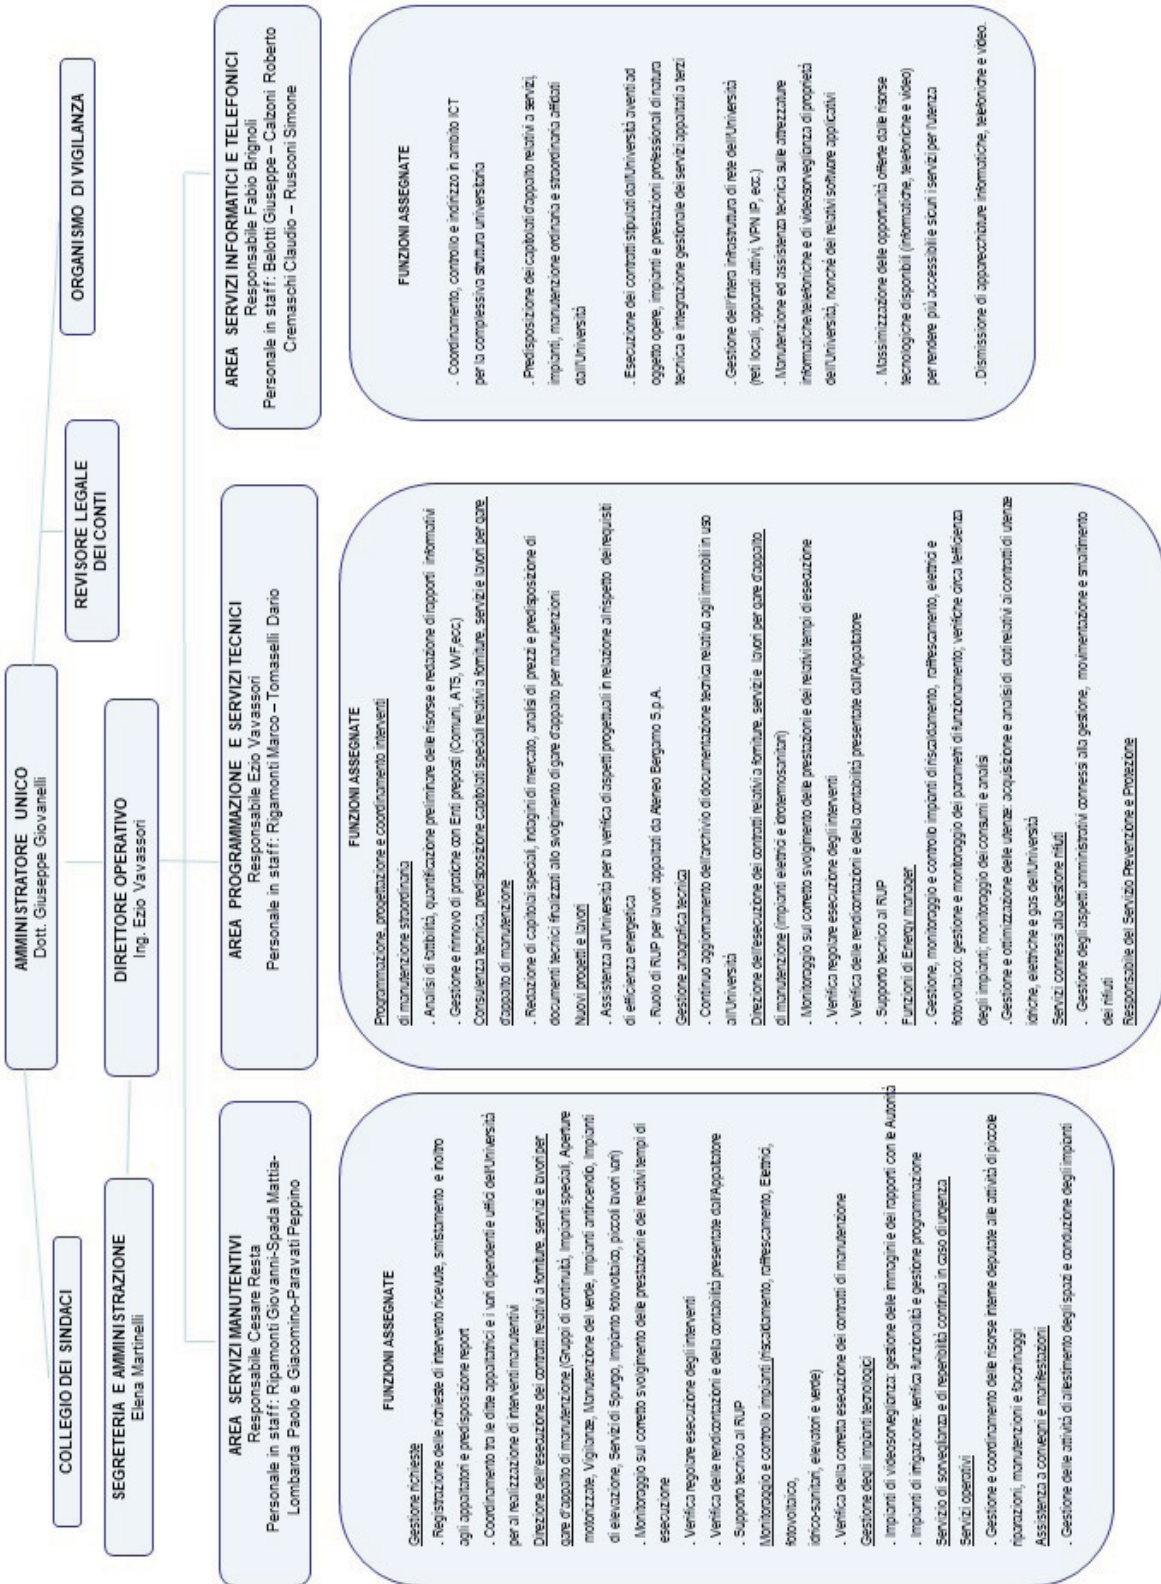 AMMINISTRATORE UNICO
Dott. Giuseppe Giovanelli
COLLEGIO DEI SINDACI
REVISORE LEGALE
DEI CONTI
ORGANISMO DI VIGILANZA
SEGRETERIA E AMMINISTRAZIONE
Elena Martinelli
DIRETTORE OPERATIVO
Ing. Ezio Vavassori
AREA SERVIZI MANUTENTIVI
Responsabile Cesare Resta
Personale in staff: Ripamonti Giovanni-Spada Mattia-
Lombarda Paolo e Giacomino-Paravati Peppino
FUNZIONI ASSEGNATE
Gestione richieste
. Registrazione delle richieste di intervento ricevute, smistamento e inoltro
agli appaltatori e predisposizione report
. Coordinamento tra le ditte appaltatrici e i vari dipendenti e uffici dell'Università
per al realizzazione di interventi manutentivi
Direzione dell'esecuzione dei contratti relativi a forniture, servizi e lavori per
gare d'appalto di manutenzione (Gruppi di continuità, Impianti speciali, Aperture
motorizzate, Vigilanze, Manutenzione del verde, Impianti antincendio, Impianti
di elevazione, Servizi di Spurgo, Impianto fotovoltaico, piccoli lavori vari)
. Monitoraggio sul corretto svolgimento delle prestazioni e dei relativi tempi di
esecuzione
. Verifica regolare esecuzione degli interventi
. Verifica delle rendicontazioni e della contabilità presentate dall'Appaltatore
. Supporto tecnico al RUP
Monitoraggio e controllo impianti (riscaldamento, raffrescamento, Elettrici,
fotovoltaico,
idrico-sanitari, elevatori e verde)
. Verifica della corretta esecuzione dei contratti di manutenzione
Gestione degli impianti tecnologici
. Impianti di videosorveglianza: gestione delle immagini e dei rapporti con le Autorità
. Impianti di irrigazione: verifica funzionalità e gestione programmazione
Servizio di sorveglianza e di reperibilità continua in caso di urgenza
Servizi operativi
. Gestione e coordinamento delle risorse interne deputate alle attività di piccole
riparazioni, manutenzioni e facchinaggi
Assistenza a convegni e manifestazioni
. Gestione delle attività di allestimento degli spazi e conduzione degli impianti
AREA PROGRAMMAZIONE E SERVIZI TECNICI
Responsabile Ezio Vavassori
Personale in staff: Rigamonti Marco – Tomaselli Dario
FUNZIONI ASSEGNATE
Programmazione, progettazione e coordinamento interventi
di manutenzione straordinaria
. Analisi di fattibilità, quantificazione preliminare delle risorse e redazione di rapporti informativi
. Gestione e rinnovo di pratiche con Enti preposti (Comuni, ATS, VVF,ecc.)
Consulenza tecnica, predisposizione capitolati speciali relativi a forniture, servizi e lavori per gare
d'appalto di manutenzione
. Redazione di capitolai speciali, indagini di mercato, analisi di prezzi e predisposizione di
documenti tecnici finalizzati allo svolgimento di gare d'appalto per manutenzioni
Nuovi progetti e lavori
. Assistenza all'Università per la verifica di aspetti progettuali in relazione al rispetto dei requisiti
di efficienza energetica
. Ruolo di RUP per lavori appaltati da Ateneo Bergamo S.p.A.
Gestione anagrafica tecnica
. Continuo aggiornamento dell'archivio di documentazione tecnica relativa agli immobili in uso
all'Università
Direzione dell'esecuzione dei contratti relativi a forniture, servizi e lavori per gare d'appalto
di manutenzione (impianti elettrici e idrotermosanitari)
. Monitoraggio sul corretto svolgimento delle prestazioni e dei relativi tempi di esecuzione
. Verifica regolare esecuzione degli interventi
. Verifica delle rendicontazioni e della contabilità presentate dall'Appaltatore
. Supporto tecnico al RUP
Funzioni di Energy manager
. Gestione, monitoraggio e controllo impianti di riscaldamento, raffrescamento, elettrici e
fotovoltaico: gestione e monitoraggio dei parametri di funzionamento; verifiche circa l'efficienza
degli impianti; monitoraggio dei consumi e analisi
. Gestione e ottimizzazione delle utenze: acquisizione e analisi di dati relativi ai contratti di utenze
idriche, elettriche e gas dell'Università
Servizi connessi alla gestione rifiuti
. Gestione degli aspetti amministrativi connessi alla gestione, movimentazione e smaltimento
dei rifiuti
Responsabile del Servizio Prevenzione e Protezione
AREA SERVIZI INFORMATICI E TELEFONICI
Responsabile Fabio Brignoli
Personale in staff: Belotti Giuseppe – Calzoni Roberto
Cremaschi Claudio – Rusconi Simone
FUNZIONI ASSEGNATE
. Coordinamento, controllo e indirizzo in ambito ICT
per la complessiva struttura universitaria
. Predisposizione dei capitolati d'appalto relativi a servizi,
impianti, manutenzione ordinaria e straordinaria affidati
dall'Università
. Esecuzione dei contratti stipulati dall'Università aventi ad
oggetto opere, impianti e prestazioni professionali di natura
tecnica e integrazione gestionale dei servizi appaltati a terzi
. Gestione dell'intera infrastruttura di rete dell'Università
(reti locali, apparati attivi, VPN IP, ecc.)
. Manutenzione ed assistenza tecnica sulle attrezzature
informatiche/telefoniche e di videosorveglianza di proprietà
dell'Università, nonché dei relativi software applicativi
. Massimizzazione delle opportunità offerte dalle risorse
tecnologiche disponibili (informatiche, telefoniche e video)
per rendere più accessibili e sicuri i servizi per l'utenza
. Dismissione di apparecchiature informatiche, telefoniche e video.